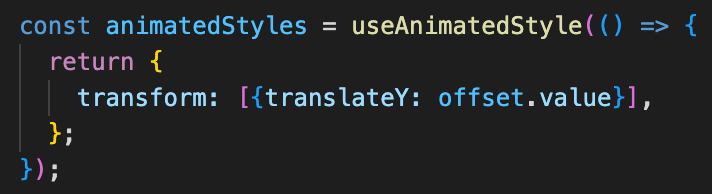 const animatedStyles = useAnimatedStyle(() => {
  return {
    transform: [{translateY: offset.value}],
  };
});